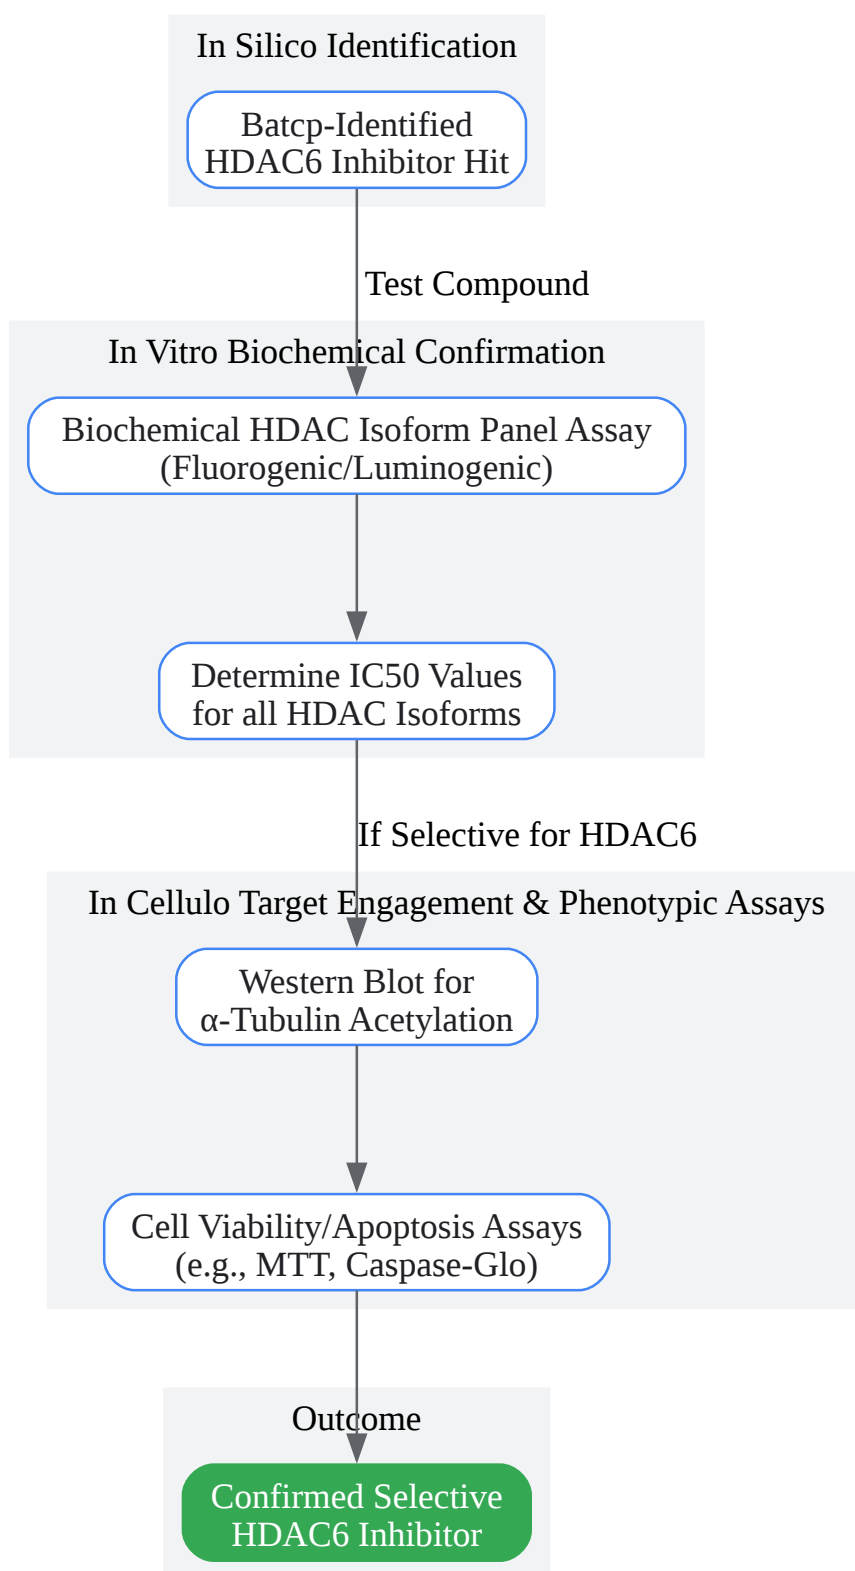 In Silico Identification
Batcp-Identified
HDAC6 Inhibitor Hit
Test Compound
In Vitro Biochemical Confirmation
Biochemical HDAC Isoform Panel Assay
(Fluorogenic/Luminogenic)
Determine IC50 Values
for all HDAC Isoforms
If Selective for HDAC6
In Cellulo Target Engagement & Phenotypic Assays
Western Blot for
α-Tubulin Acetylation
Cell Viability/Apoptosis Assays
(e.g., MTT, Caspase-Glo)
Outcome
Confirmed Selective
HDAC6 Inhibitor